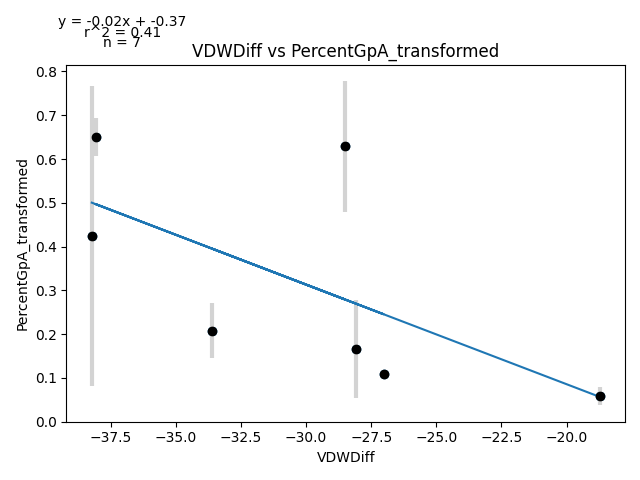 y = -0.02x + -0.37
r^2 = 0.41
n = 7
VDWDiff vs PercentGpA_transformed
PercentGpA_transformed
0.8
0.7
0.6
0.5
0.4
0.3
0.2
0.1
0.0
−37.5 −35.0 −32.5 −30.0 −27.5 −25.0 −22.5 −20.0
VDWDiff